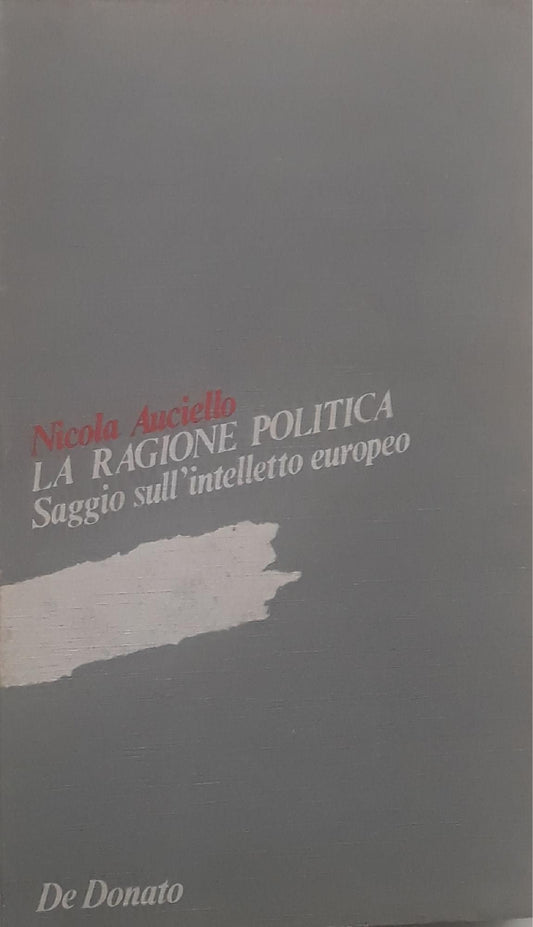 Nicola Auciello
LA RAGIONE POLITICA
Saggio sull'intelletto europeo
De Donato